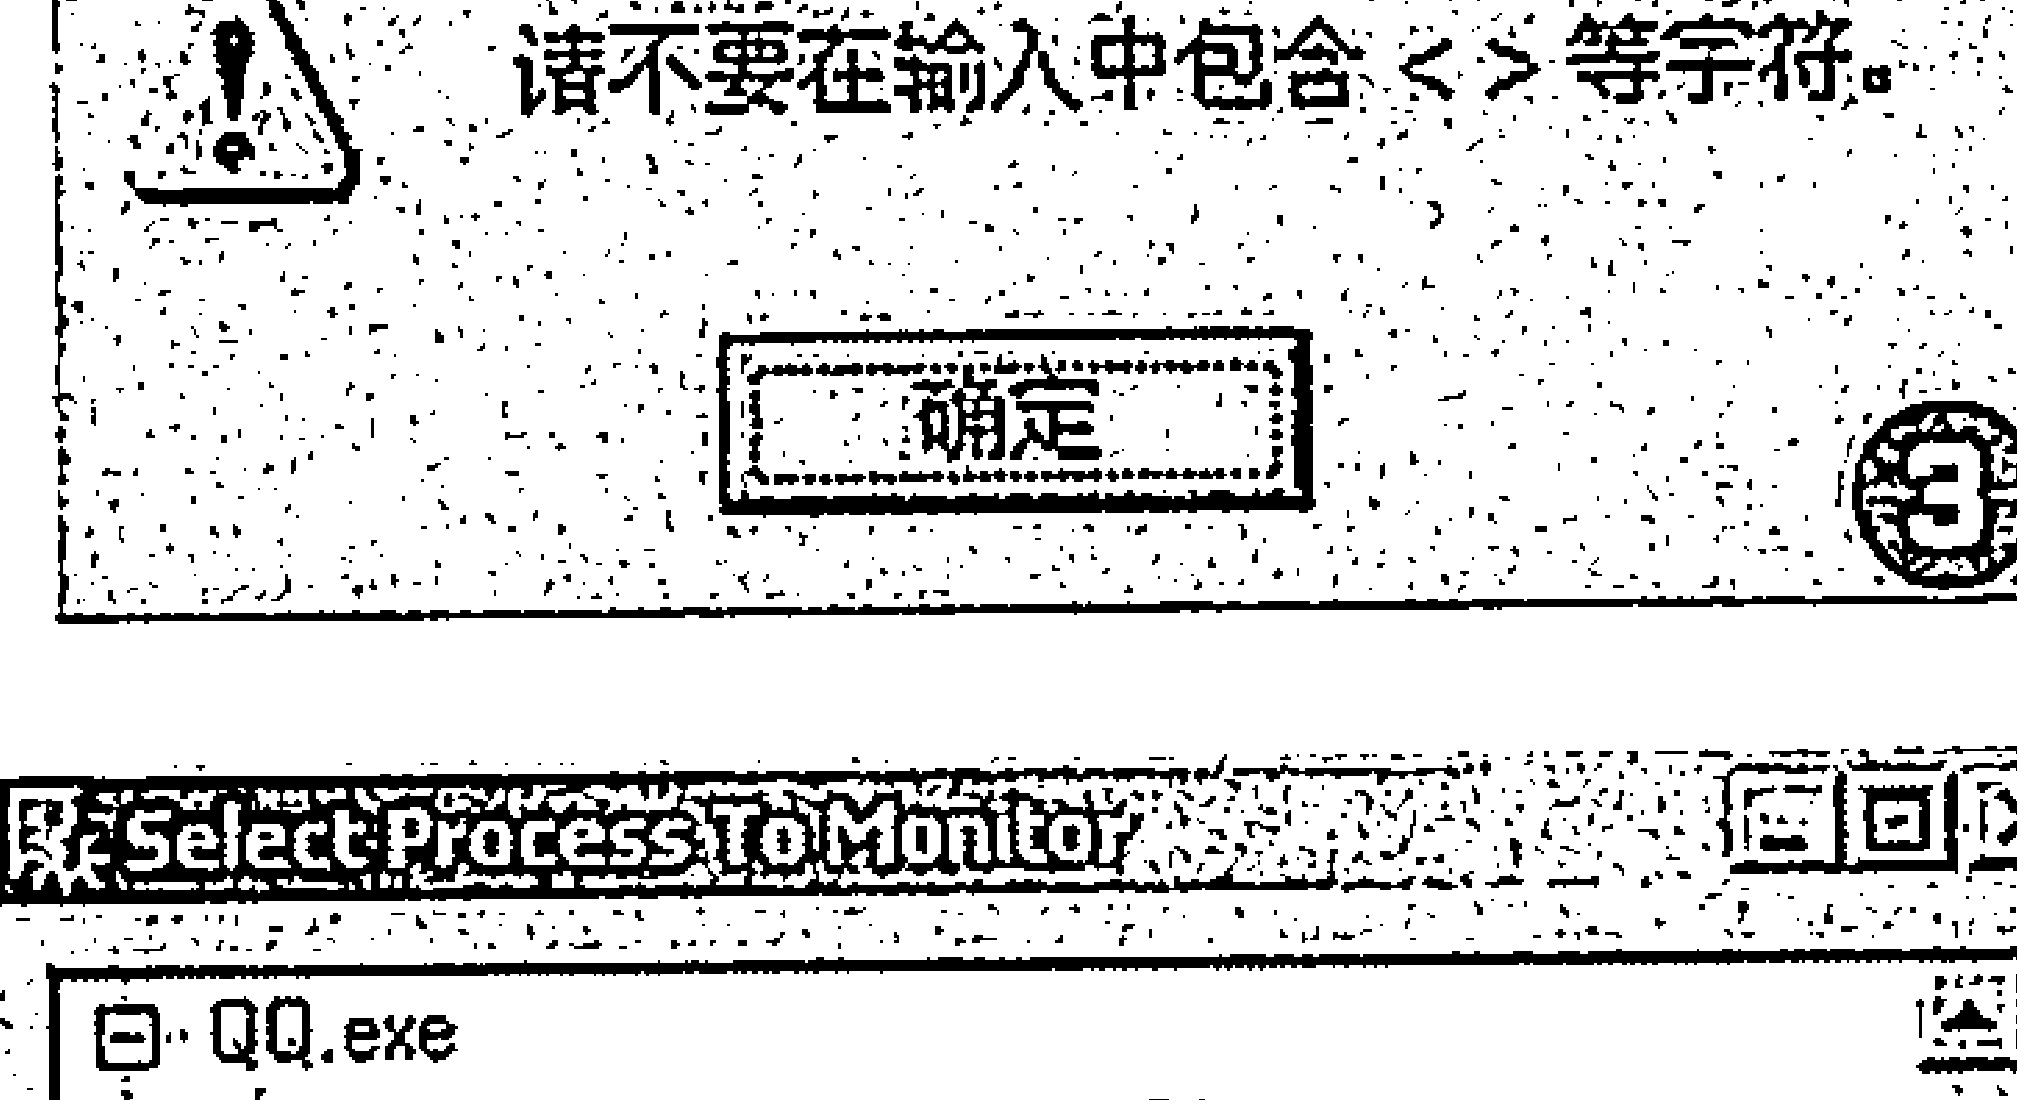 请不要在输入中包含 < > 等字符。
确定
3
Select Process To Monitor
QQ.exe